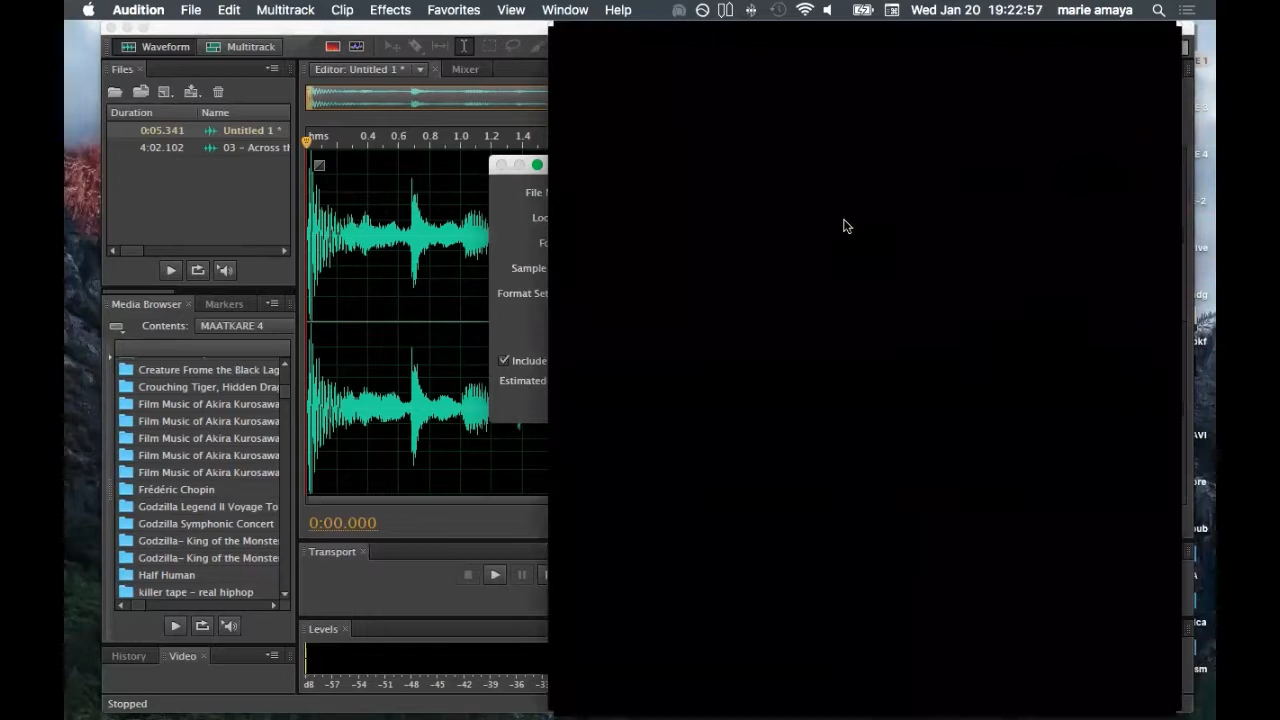 Audition File Edit Multitrack Clip Effects Favorites View Window Help Wed Jan 20 19:22:57 marie amaya
Waveform Multitrack
Files Editor: Untitled 1 * Mixer
Duration Name
0:05.341 Untitled 1 *
4:02.102 03 - Across th
hms 0.4 0.6 0.8 1.0 1.2 1.4
File
Loc
Fo
Sample
Format Set
Include
Estimated
Media Browser Markers
Contents: MAATKARE 4
Creature Frome the Black Lag
Crouching Tiger, Hidden Drag
Film Music of Akira Kurosawa
Film Music of Akira Kurosawa
Film Music of Akira Kurosawa
Film Music of Akira Kurosawa
Film Music of Akira Kurosawa
Frédéric Chopin
Godzilla Legend II Voyage To
Godzilla Symphonic Concert
Godzilla- King of the Monste
Godzilla- King of the Monste
Half Human
killer tape - real hiphop
0:00.000
Transport
Levels
dB -57 -54 -51 -48 -45 -42 -39 -36
History Video
Stopped